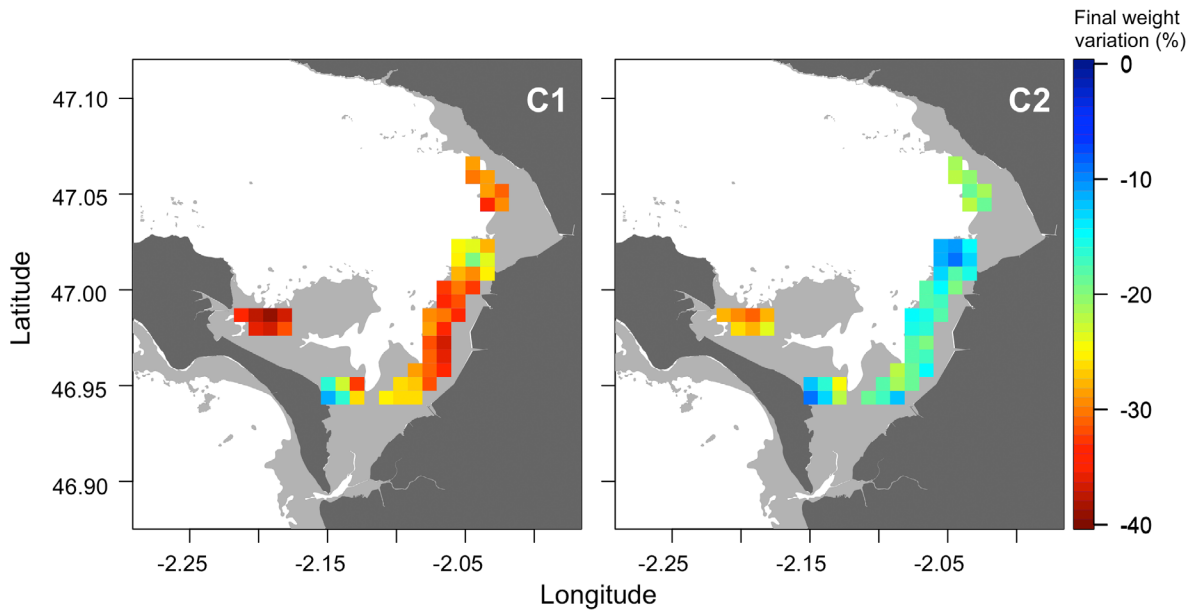 Final weight
variation (%)
C1
C2
47.10
47.05
47.00
46.95
46.90
Latitude
0
-10
-20
-30
-40
-2.25
-2.15
-2.05
-2.25
-2.15
-2.05
Longitude